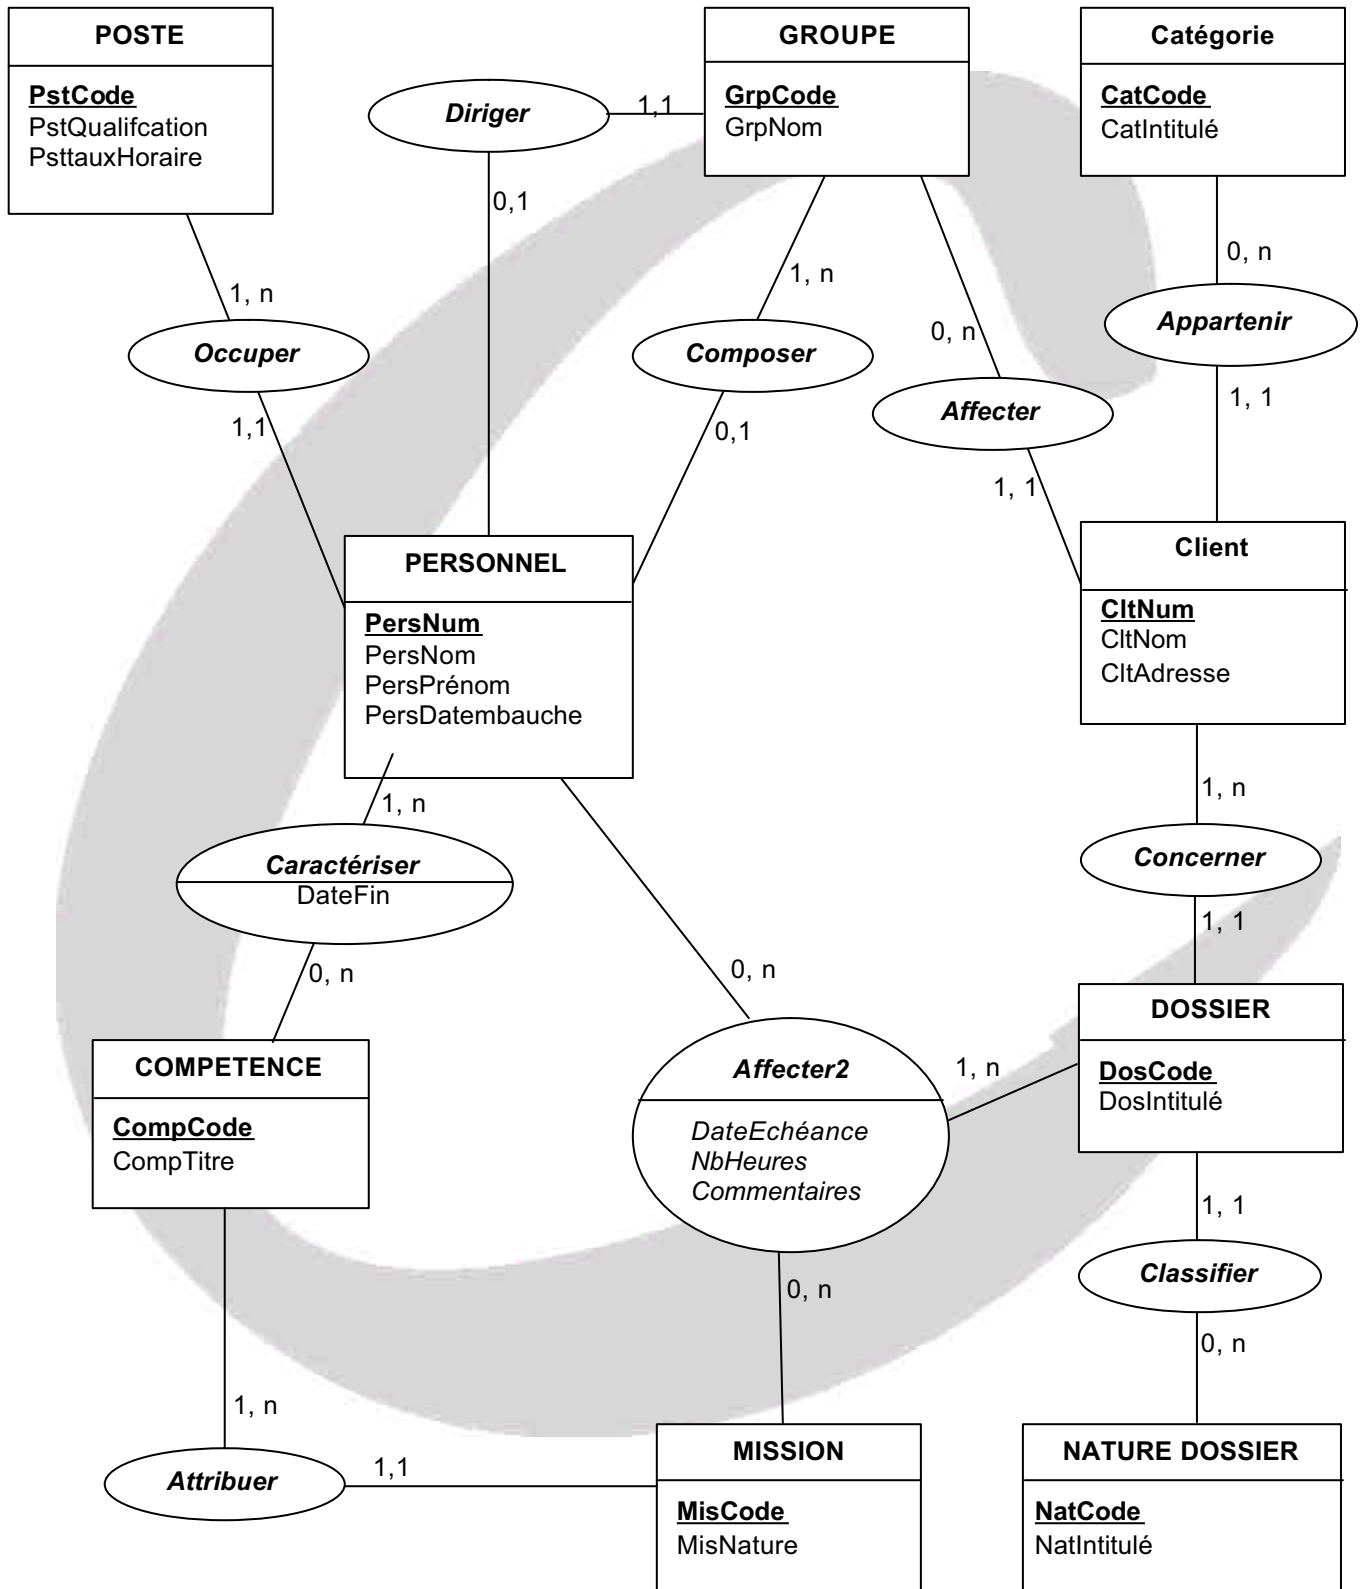 POSTE
PstCode
PstQualifcation
PsttauxHoraire
Diriger
1,1
0,1
GROUPE
GrpCode
GrpNom
Catégorie
CatCode
CatIntitulé
1, n
Occuper
1,1
1, n
Composer
0,1
0, n
Affecter
1, 1
0, n
Appartenir
1, 1
PERSONNEL
PersNum
PersNom
PersPrénom
PersDatembauche
Client
CltNum
CltNom
CltAdresse
1, n
Caractériser
DateFin
0, n
1, n
Concerner
1, 1
COMPETENCE
CompCode
CompTitre
0, n
Affecter2
DateEchéance
NbHeures
Commentaires
1, n
0, n
DOSSIER
DosCode
DosIntitulé
1, 1
Classifier
0, n
1, n
Attribuer
1,1
MISSION
MisCode
MisNature
NATURE DOSSIER
NatCode
NatIntitulé